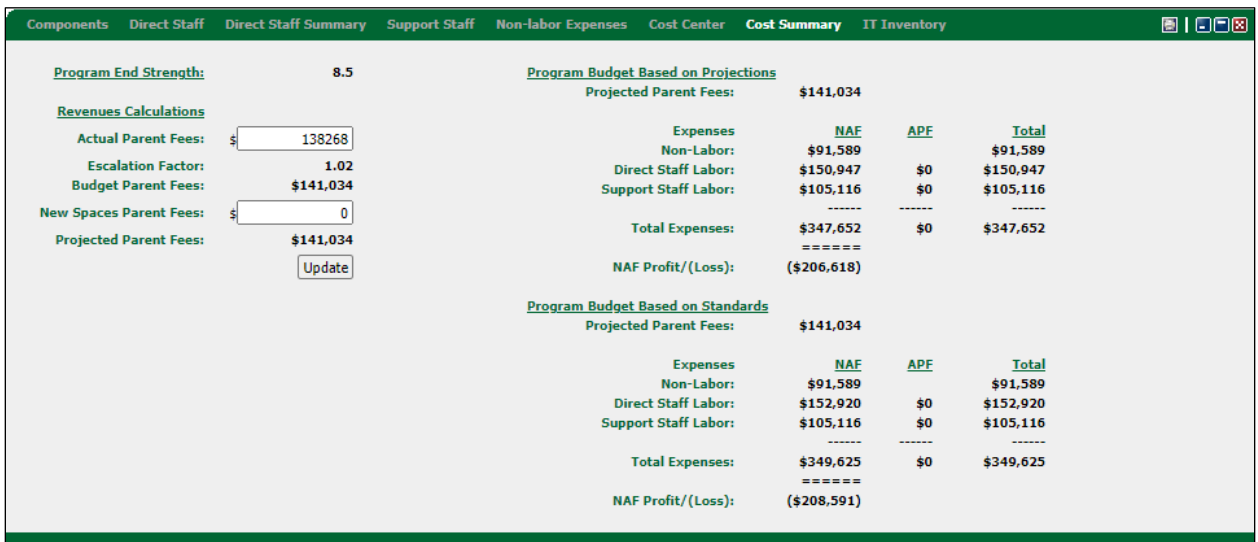 Components Direct Staff Direct Staff Summary Support Staff Non-labor Expenses Cost Center Cost Summary IT Inventory
Program End Strength: 8.5
Revenues Calculations
Actual Parent Fees: $ 138268
Escalation Factor: 1.02
Budget Parent Fees: $141,034
New Spaces Parent Fees: $ 0
Projected Parent Fees: $141,034
Update
Program Budget Based on Projections
Projected Parent Fees: $141,034
Expenses NAF APF Total
Non-Labor: $91,589 $91,589
Direct Staff Labor: $150,947 $0 $150,947
Support Staff Labor: $105,116 $0 $105,116
------ ------ ------
Total Expenses: $347,652 $0 $347,652
======
NAF Profit/(Loss): ($206,618)
Program Budget Based on Standards
Projected Parent Fees: $141,034
Expenses NAF APF Total
Non-Labor: $91,589 $91,589
Direct Staff Labor: $152,920 $0 $152,920
Support Staff Labor: $105,116 $0 $105,116
------ ------ ------
Total Expenses: $349,625 $0 $349,625
======
NAF Profit/(Loss): ($208,591)